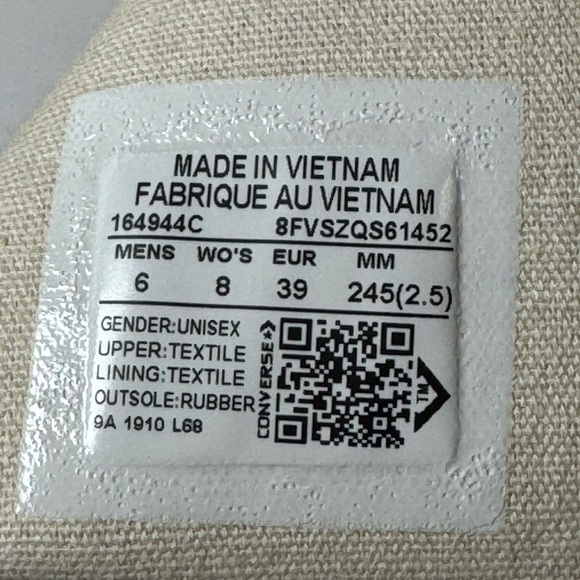 MADE IN VIETNAM
FABRIQUE AU VIETNAM
164944C 8FVSZQS61452
MENS WO'S EUR MM
6 8 39 245(2.5)
GENDER:UNISEX
UPPER:TEXTILE
LINING:TEXTILE
OUTSOLE:RUBBER
9A 1910 L68
CONVERSE
TM